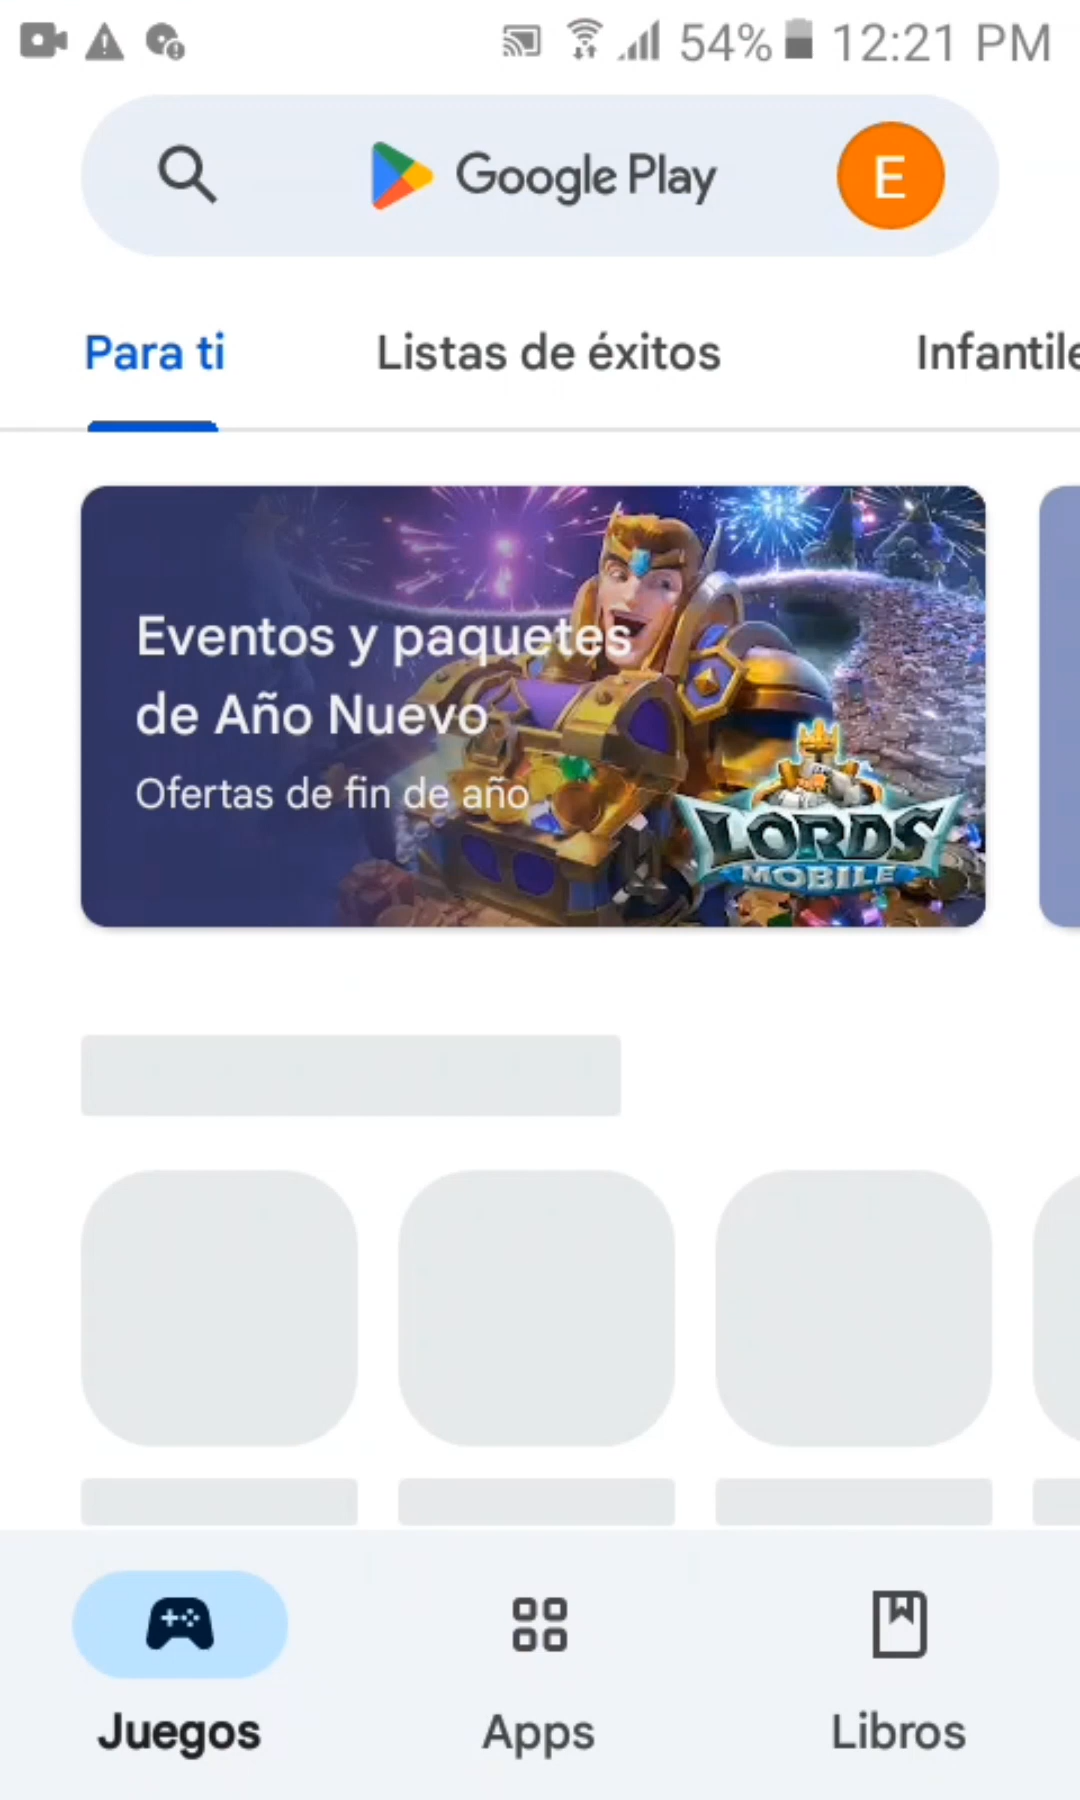 54% 12:21 PM
Google Play
E
Para ti
Listas de éxitos
Infantile
Eventos y paquetes
de Año Nuevo
Ofertas de fin de año
LORDS
MOBILE
Juegos
Apps
Libros